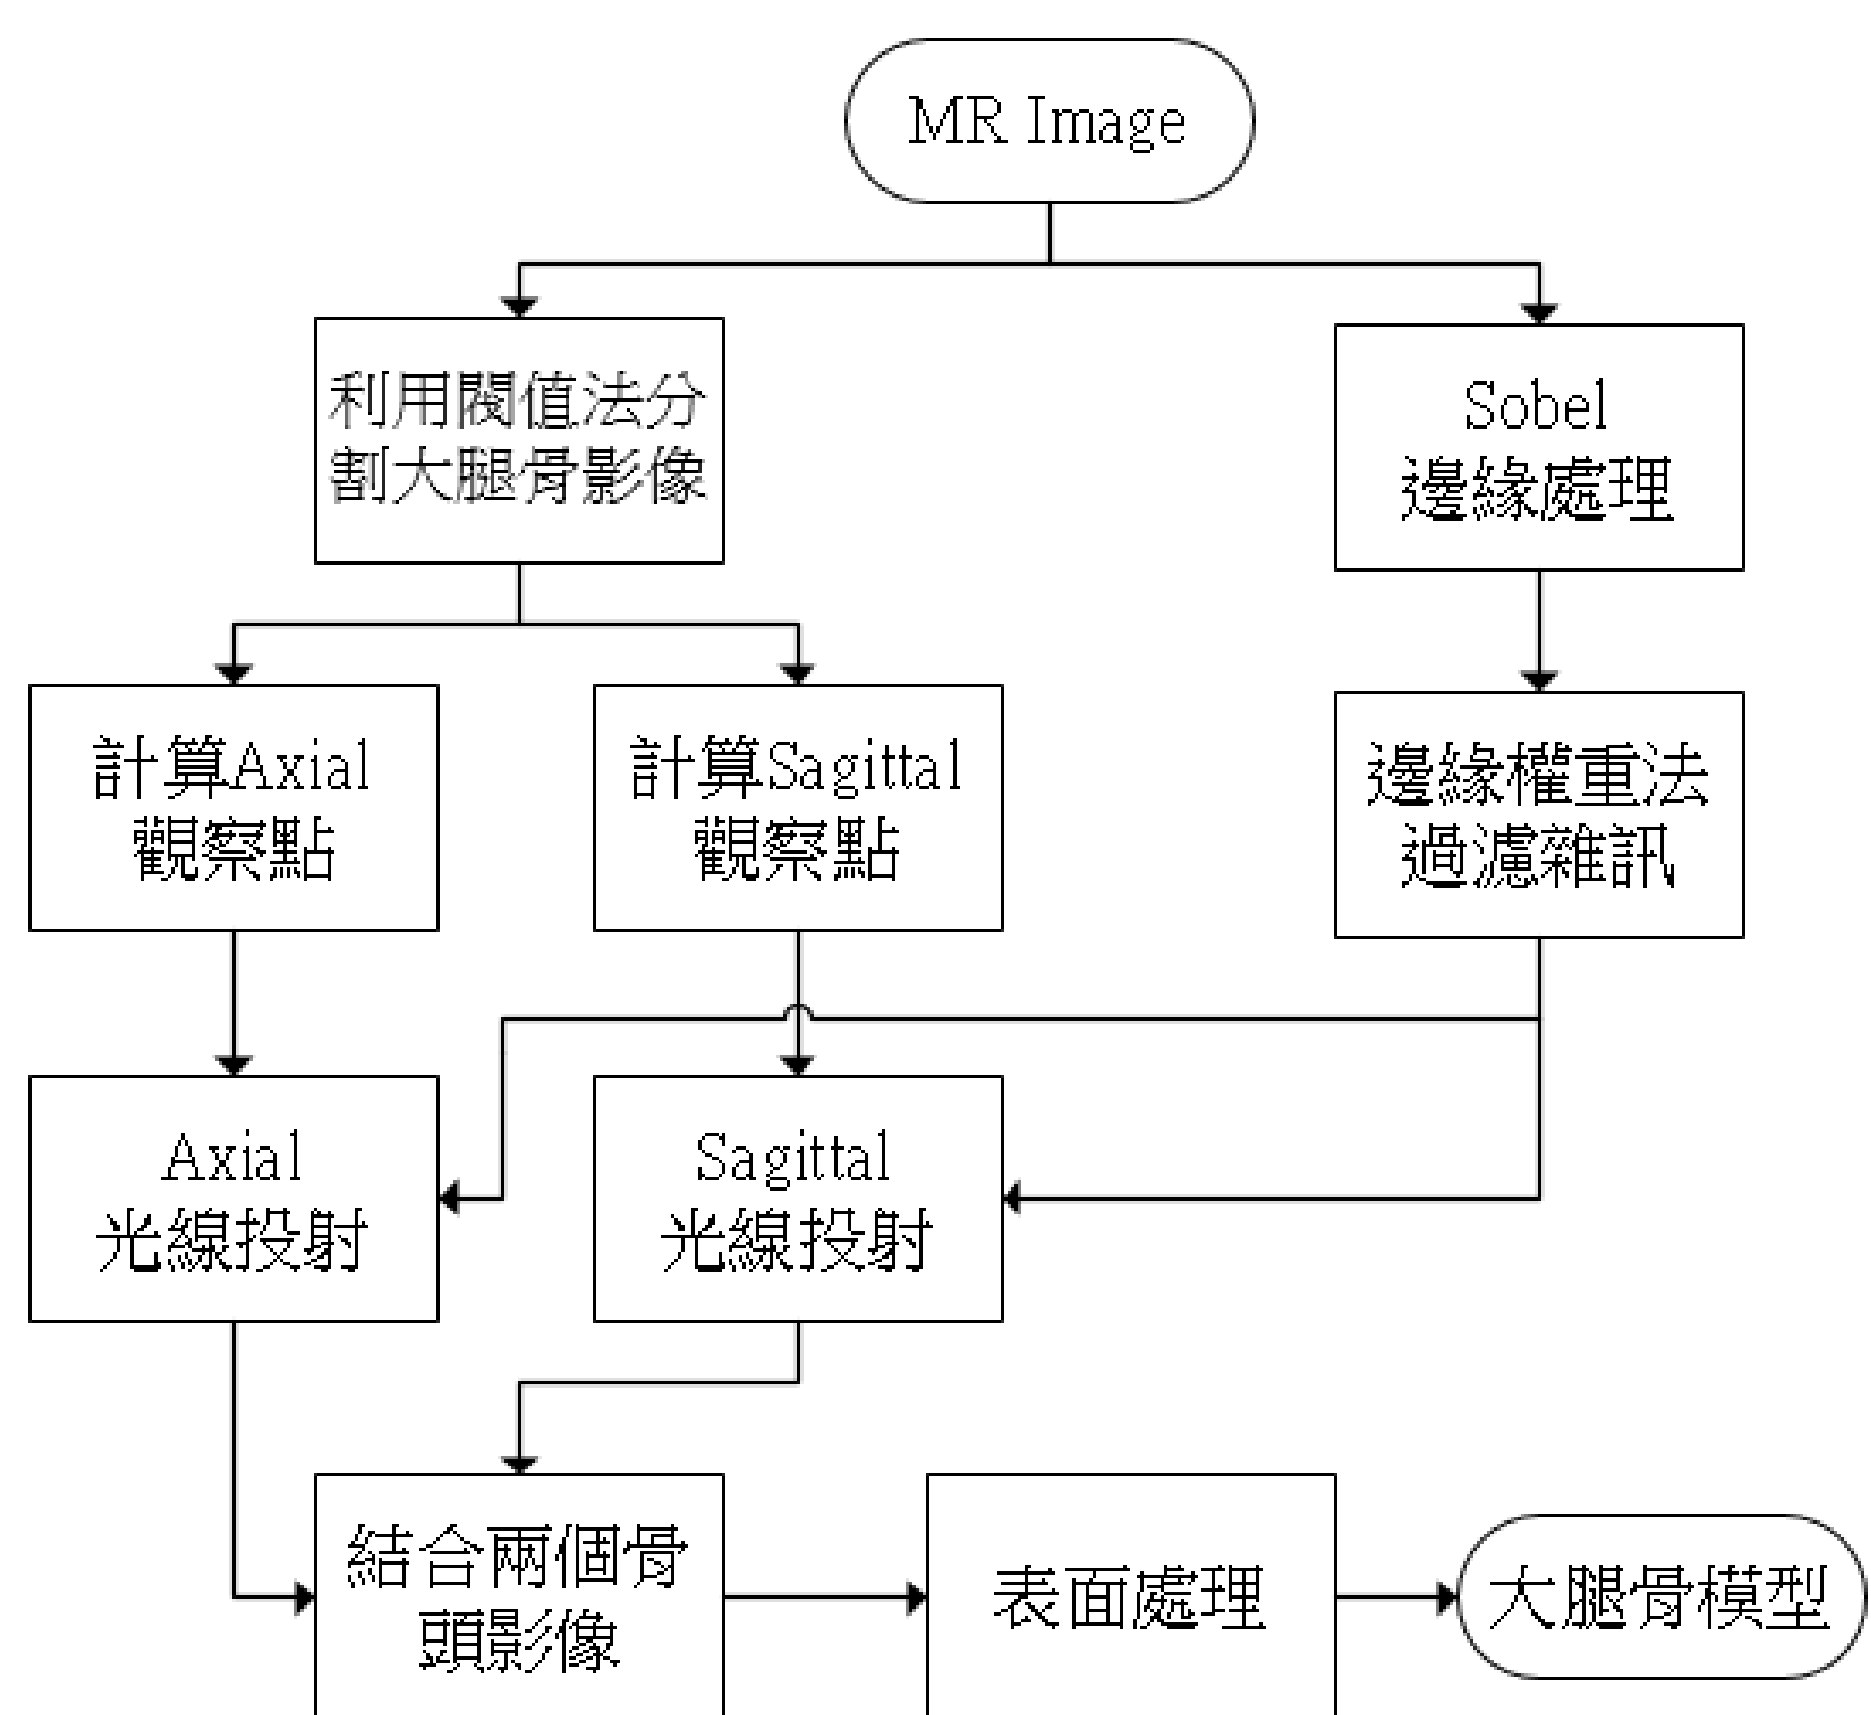 MR Image
利用閥值法分
割大腿骨影像
Sobel
邊緣處理
計算Axial
觀察點
計算Sagittal
觀察點
邊緣權重法
過濾雜訊
Axial
光線投射
Sagittal
光線投射
結合兩個骨
頭影像
表面處理
大腿骨模型